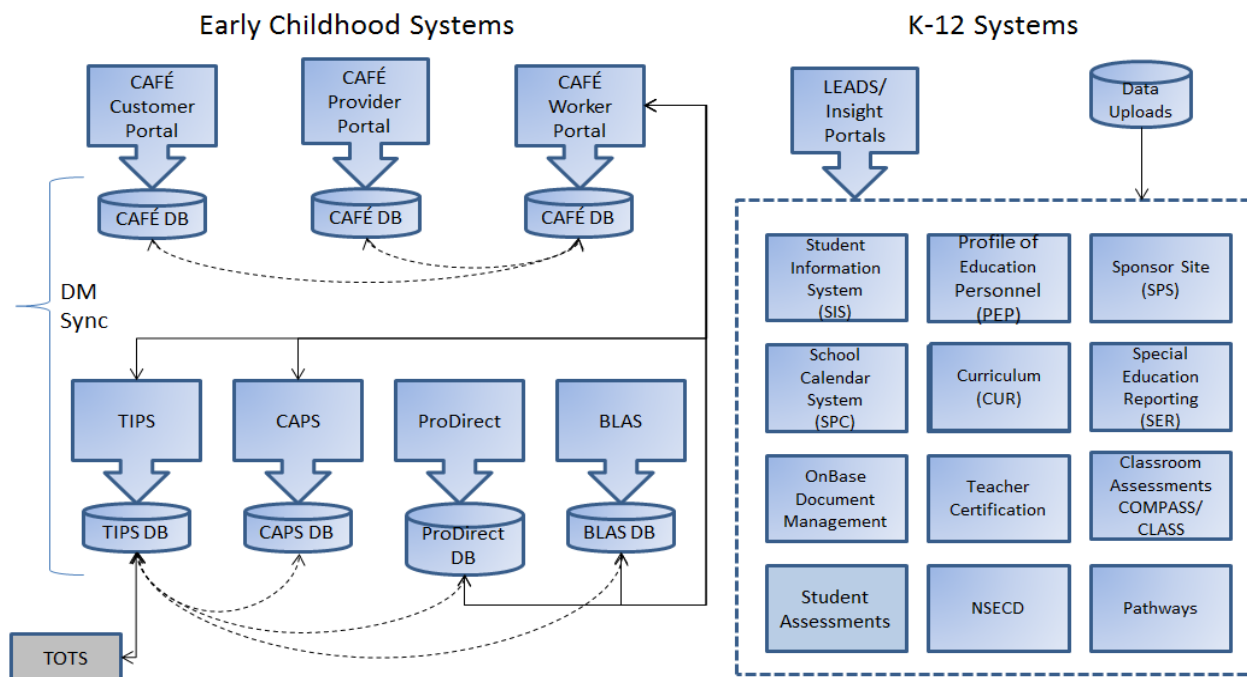 Early Childhood Systems
K-12 Systems
CAFÉ
Customer
Portal
CAFÉ
Provider
Portal
CAFÉ
Worker
Portal
LEADS/
Insight
Portals
Data
Uploads
CAFÉ DB
CAFÉ DB
CAFÉ DB
DM
Sync
TIPS
CAPS
ProDirect
BLAS
TIPS DB
CAPS DB
ProDirect
DB
BLAS DB
TOTS
Student
Information
System
(SIS)
Profile of
Education
Personnel
(PEP)
Sponsor Site
(SPS)
School
Calendar
System
(SPC)
Curriculum
(CUR)
Special
Education
Reporting
(SER)
OnBase
Document
Management
Teacher
Certification
Classroom
Assessments
COMPASS/
CLASS
Student
Assessments
NSECD
Pathways